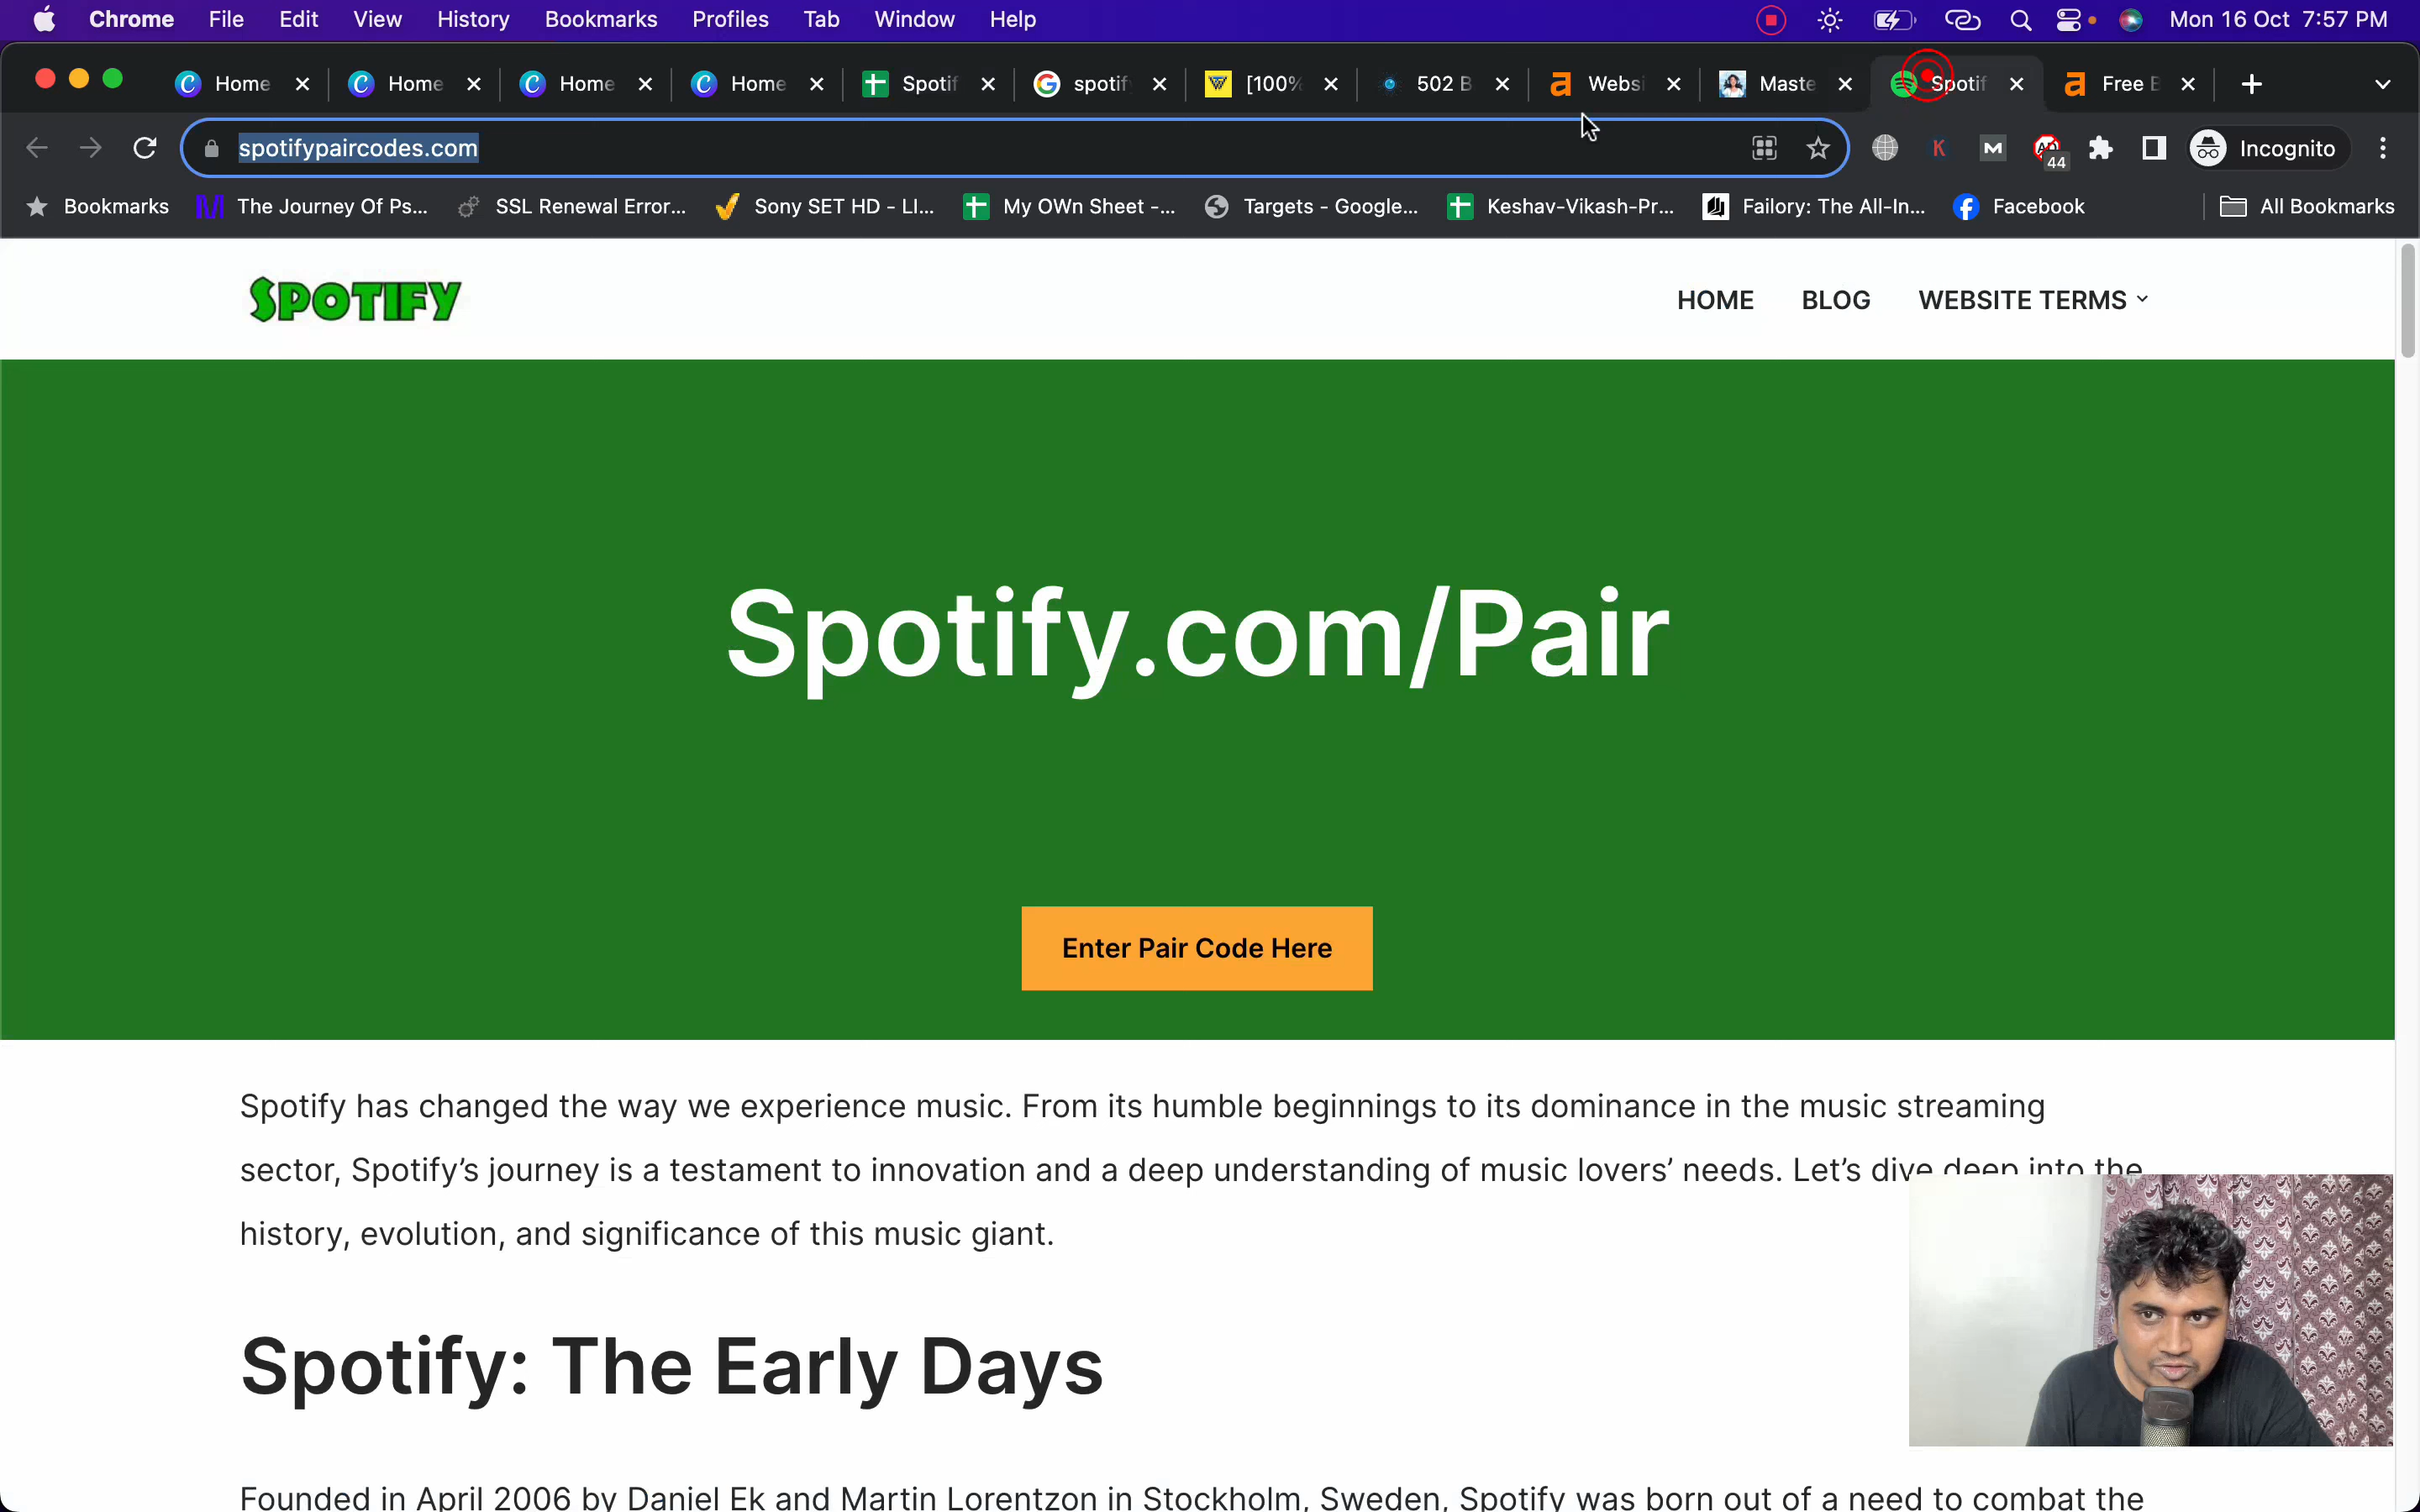 Chrome File Edit View History Bookmarks Profiles Tab Window Help Mon 16 Oct 7:57 PM
Home Home Home Home Spotif spotif [100% 502 B Websi Maste Spotif Free B
spotifypaircodes.com K M 44 Incognito
Bookmarks The Journey Of Ps... SSL Renewal Error... Sony SET HD - LI... My OWn Sheet -... Targets - Google... Keshav-Vikash-Pr... Failory: The All-In... Facebook All Bookmarks
SPOTIFY HOME BLOG WEBSITE TERMS
Spotify.com/Pair
Enter Pair Code Here
Spotify has changed the way we experience music. From its humble beginnings to its dominance in the music streaming
sector, Spotify’s journey is a testament to innovation and a deep understanding of music lovers’ needs. Let’s dive deep into the
history, evolution, and significance of this music giant.
Spotify: The Early Days
Founded in April 2006 by Daniel Ek and Martin Lorentzon in Stockholm, Sweden, Spotify was born out of a need to combat the